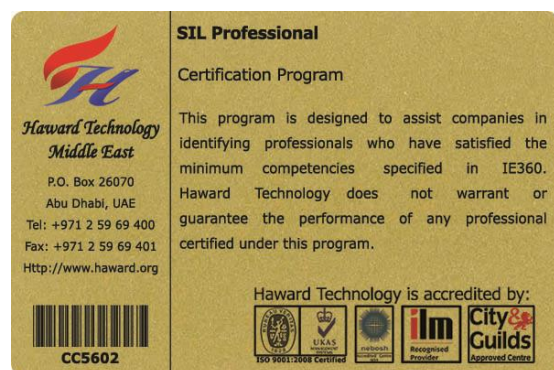 Haward Technology
Middle East
P.O. Box 26070
Abu Dhabi, UAE
Tel: +971 2 59 69 400
Fax: +971 2 59 69 401
Http://www.haward.org
CC5602
SIL Professional
Certification Program
This program is designed to assist companies in
identifying professionals who have satisfied the
minimum competencies specified in IE360.
Haward Technology does not warrant or
guarantee the performance of any professional
certified under this program.
Haward Technology is accredited by:
UKAS
MANAGEMENT
SYSTEMS
ISO 9001:2008 Certified
nebosh
ilm
Recognised
Provider
City&
Guilds
Approved Centre